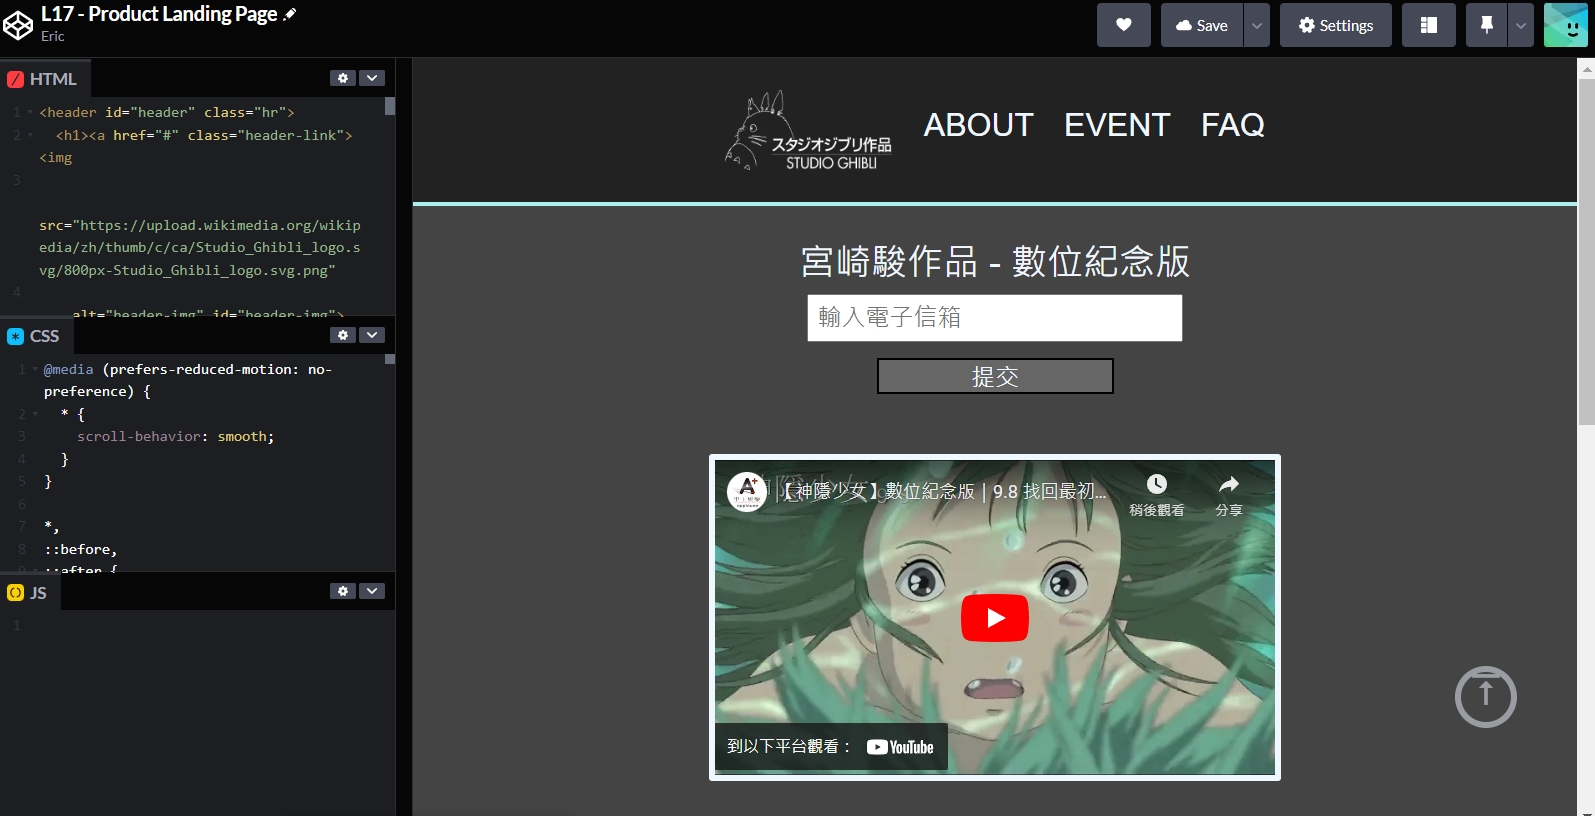 L17 - Product Landing Page
Eric
Save
Settings
HTML
1 <header id="header" class="hr">
2 <h1><a href="#" class="header-link">
<img
3
src="https://upload.wikimedia.org/wikip
edia/zh/thumb/c/ca/Studio_Ghibli_logo.s
vg/800px-Studio_Ghibli_logo.svg.png"
4
alt="header-img" id="header-img">
CSS
1 @media (prefers-reduced-motion: no-
preference) {
2 * {
3 scroll-behavior: smooth;
4 }
5 }
6
7 *,
8 ::before,
9 ::after {
JS
1
スタジオジブリ作品
STUDIO GHIBLI
ABOUT EVENT FAQ
宮崎駿作品 - 數位紀念版
輸入電子信箱
提交
【神隱少女】數位紀念版｜9.8 找回最初...
稍後觀看
分享
到以下平台觀看：
YouTube